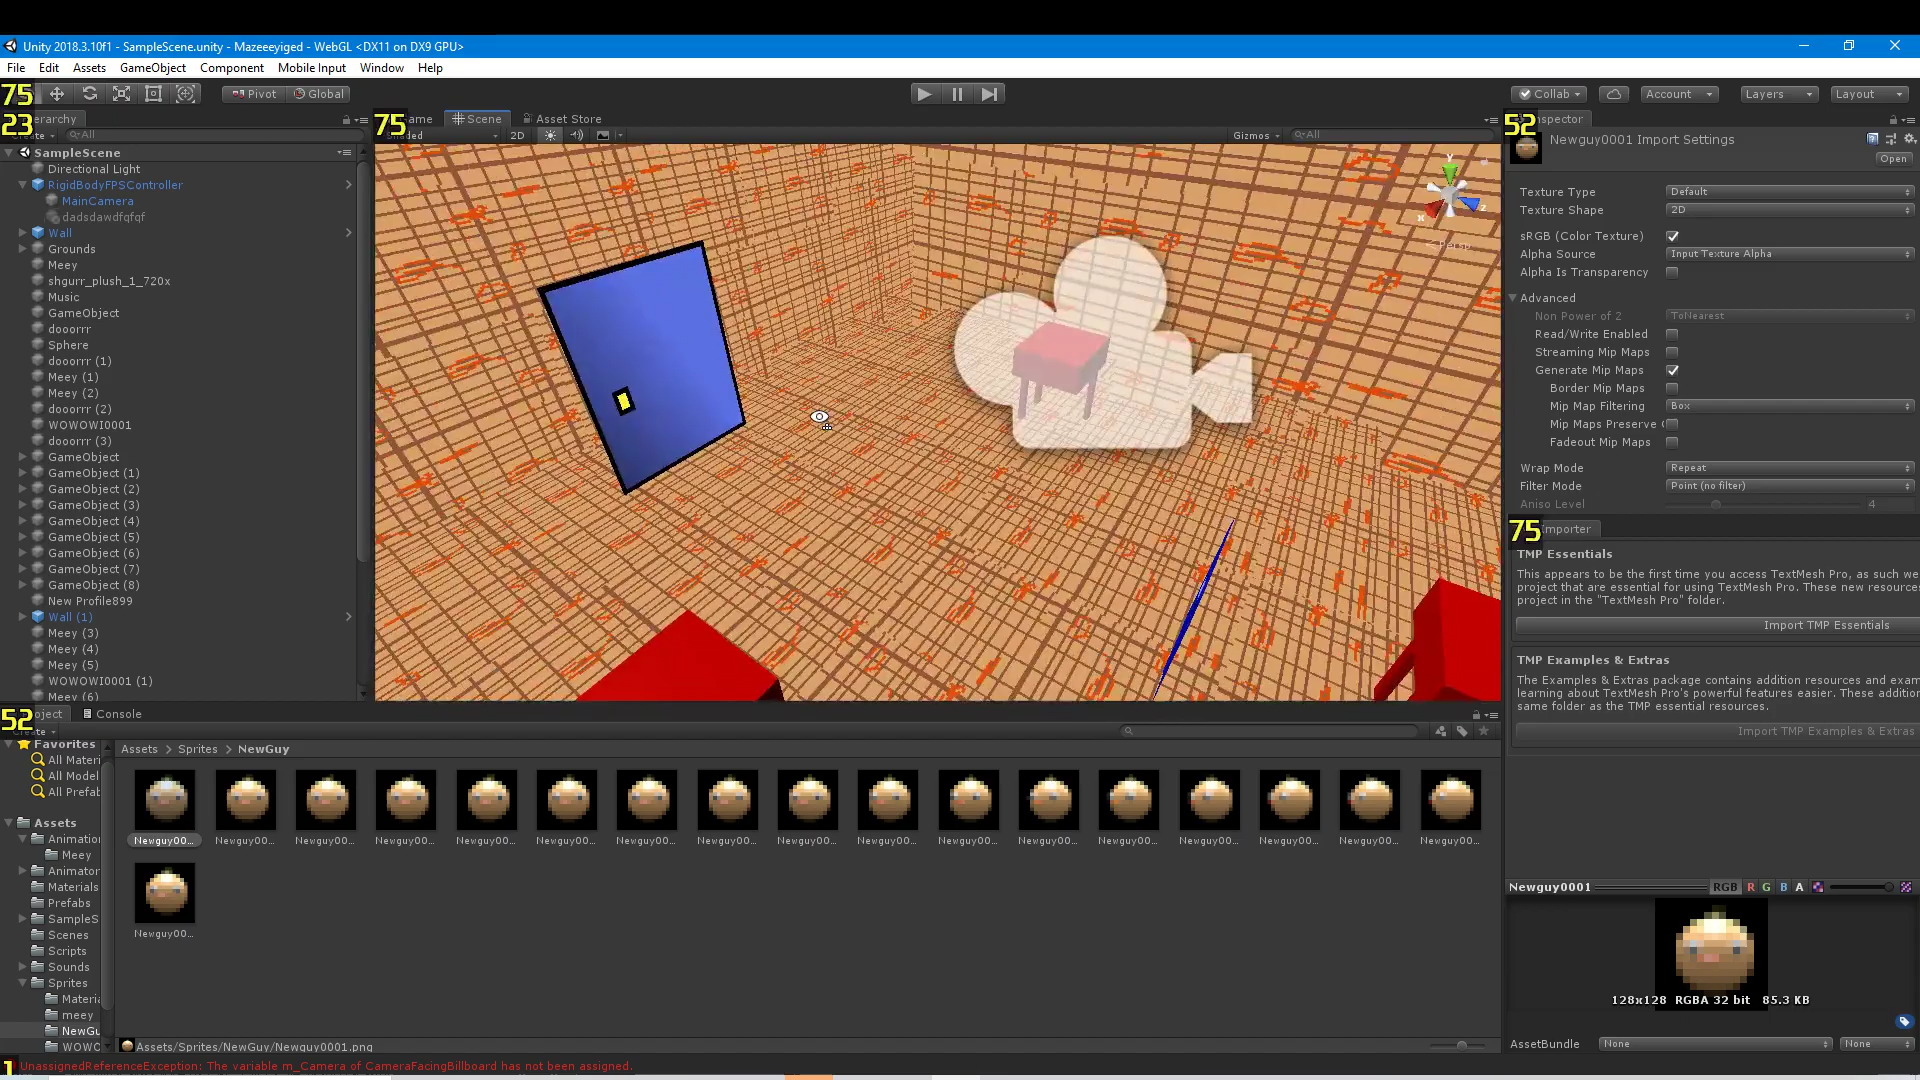 Unity 2018.3.10f1 - SampleScene.unity - Mazeeeyiged - WebGL <DX11 on DX9 GPU>
File Edit Assets GameObject Component Mobile Input Window Help
75
Pivot Global
Collab Account Layers Layout
23
erarchy
All
SampleScene
Directional Light
RigidBodyFPSController
MainCamera
dadsdawdfqfqf
Wall
Grounds
Meey
shgurr_plush_1_720x
Music
GameObject
dooorrr
Sphere
dooorrr (1)
Meey (1)
Meey (2)
dooorrr (2)
WOWOWI0001
dooorrr (3)
GameObject
GameObject (1)
GameObject (2)
GameObject (3)
GameObject (4)
GameObject (5)
GameObject (6)
GameObject (7)
GameObject (8)
New Profile899
Wall (1)
Meey (3)
Meey (4)
Meey (5)
WOWOWI0001 (1)
Meey (6)
75
ame Scene Asset Store
aded 2D Gizmos All
Y
X
Z
Persp
52
spector
Newguy0001 Import Settings
Open
Texture Type Default
Texture Shape 2D
sRGB (Color Texture)
Alpha Source Input Texture Alpha
Alpha Is Transparency
Advanced
Non Power of 2 ToNearest
Read/Write Enabled
Streaming Mip Maps
Generate Mip Maps
Border Mip Maps
Mip Map Filtering Box
Mip Maps Preserve C
Fadeout Mip Maps
Wrap Mode Repeat
Filter Mode Point (no filter)
Aniso Level 4
75
Importer
TMP Essentials
This appears to be the first time you access TextMesh Pro, as such we
project that are essential for using TextMesh Pro. These new resources
project in the "TextMesh Pro" folder.
Import TMP Essentials
TMP Examples & Extras
The Examples & Extras package contains addition resources and exam
learning about TextMesh Pro's powerful features easier. These addition
same folder as the TMP essential resources.
Import TMP Examples & Extras
52
oject Console
Create
Favorites
All Materi
All Model
All Prefab
Assets
Animation
Meey
Animator
Materials
Prefabs
SampleS
Scenes
Scripts
Sounds
Sprites
Materia
meey
NewGu
WOWO
Assets > Sprites > NewGuy
Newguy00... Newguy00... Newguy00... Newguy00... Newguy00... Newguy00... Newguy00... Newguy00... Newguy00... Newguy00... Newguy00... Newguy00... Newguy00... Newguy00... Newguy00... Newguy00... Newguy00...
Newguy00...
Assets/Sprites/NewGuy/Newguy0001.png
Newguy0001 RGB R G B A
128x128 RGBA 32 bit 85.3 KB
AssetBundle None None
1
UnassignedReferenceException: The variable m_Camera of CameraFacingBillboard has not been assigned.